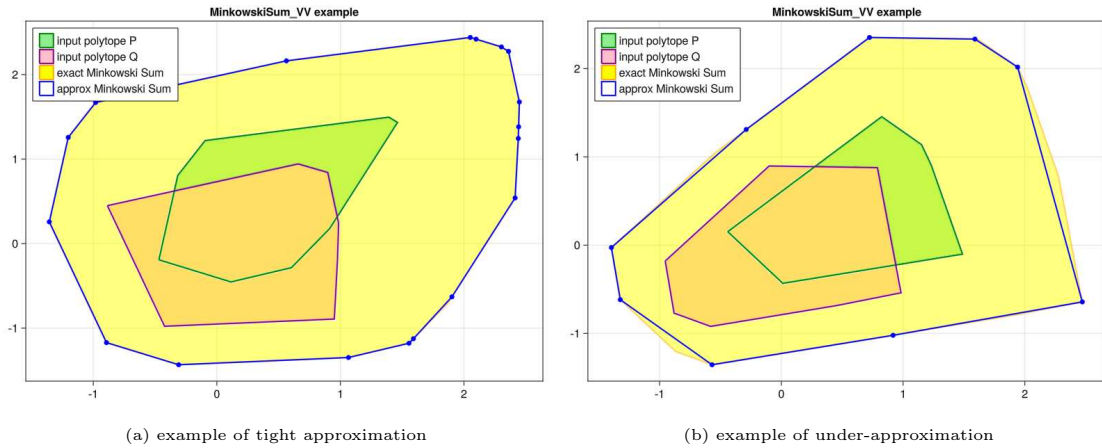 MinkowskiSum_VV example
input polytope P
input polytope Q
exact Minkowski Sum
approx Minkowski Sum
2
1
0
-1
-1
0
1
2
(a) example of tight approximation
MinkowskiSum_VV example
input polytope P
input polytope Q
exact Minkowski Sum
approx Minkowski Sum
2
1
0
-1
-1
0
1
2
(b) example of under-approximation